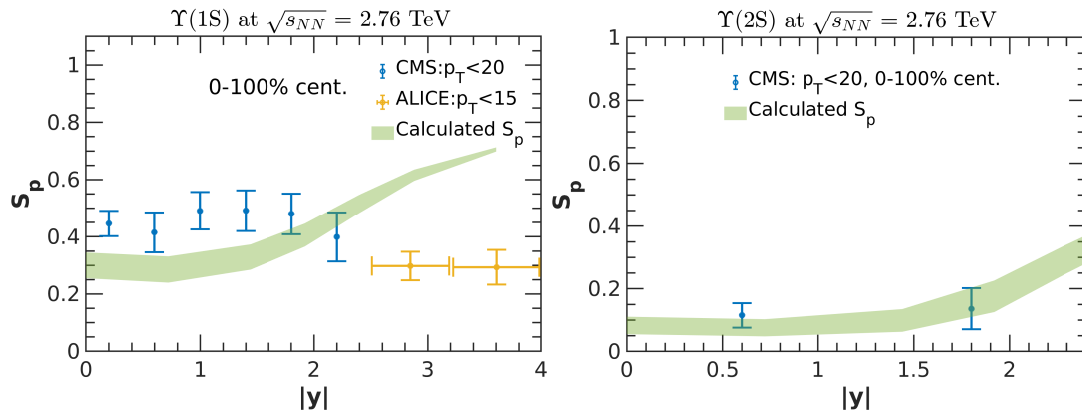 ϒ(1S) at √s_NN = 2.76 TeV
0-100% cent.
CMS:p_T<20
ALICE:p_T<15
Calculated S_p
S_p
1
0.8
0.6
0.4
0.2
0
0 1 2 3 4
|y|
ϒ(2S) at √s_NN = 2.76 TeV
CMS: p_T<20, 0-100% cent.
Calculated S_p
S_p
1
0.8
0.6
0.4
0.2
0
0 0.5 1 1.5 2
|y|